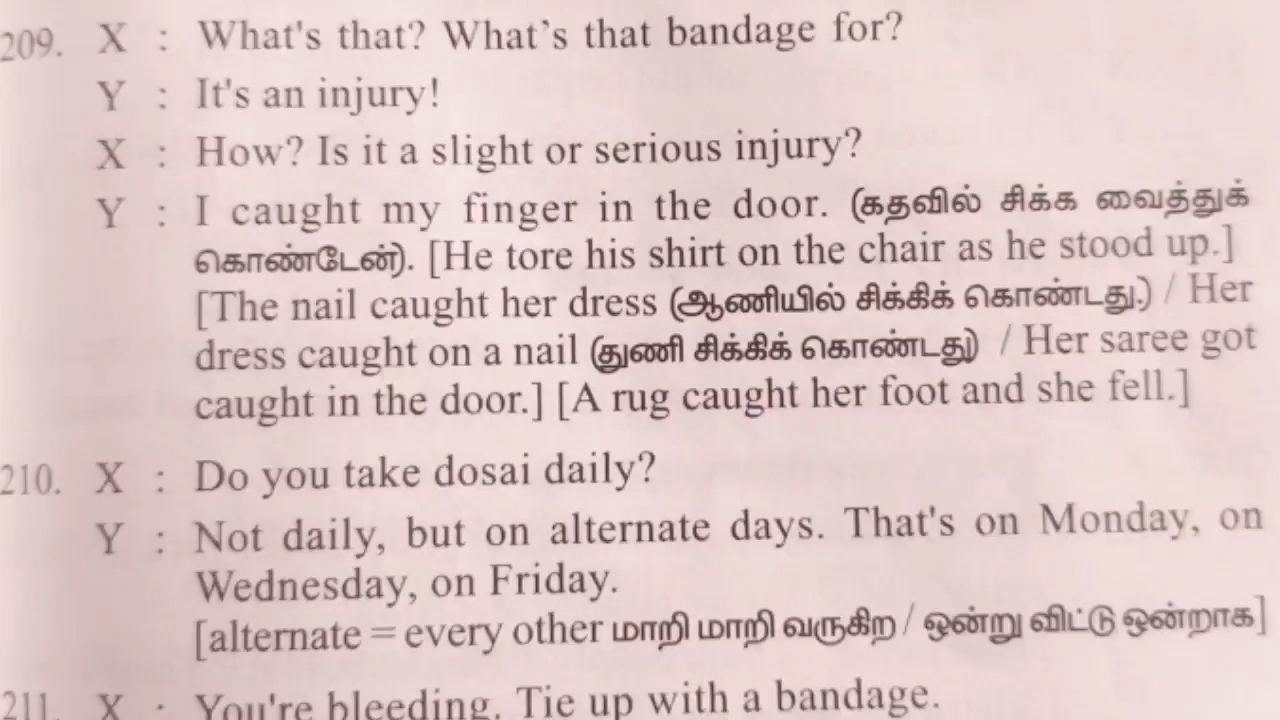 209. X : What's that? What’s that bandage for?
Y : It's an injury!
X : How? Is it a slight or serious injury?
Y : I caught my finger in the door. (கதவில் சிக்க வைத்துக்
கொண்டேன்). [He tore his shirt on the chair as he stood up.]
[The nail caught her dress (ஆணியில் சிக்கிக் கொண்டது.) / Her
dress caught on a nail (துணி சிக்கிக் கொண்டது) / Her saree got
caught in the door.] [A rug caught her foot and she fell.]
210. X : Do you take dosai daily?
Y : Not daily, but on alternate days. That's on Monday, on
Wednesday, on Friday.
[alternate = every other மாறி மாறி வருகிற / ஒன்று விட்டு ஒன்றாக]
211. X : You're bleeding. Tie up with a bandage.